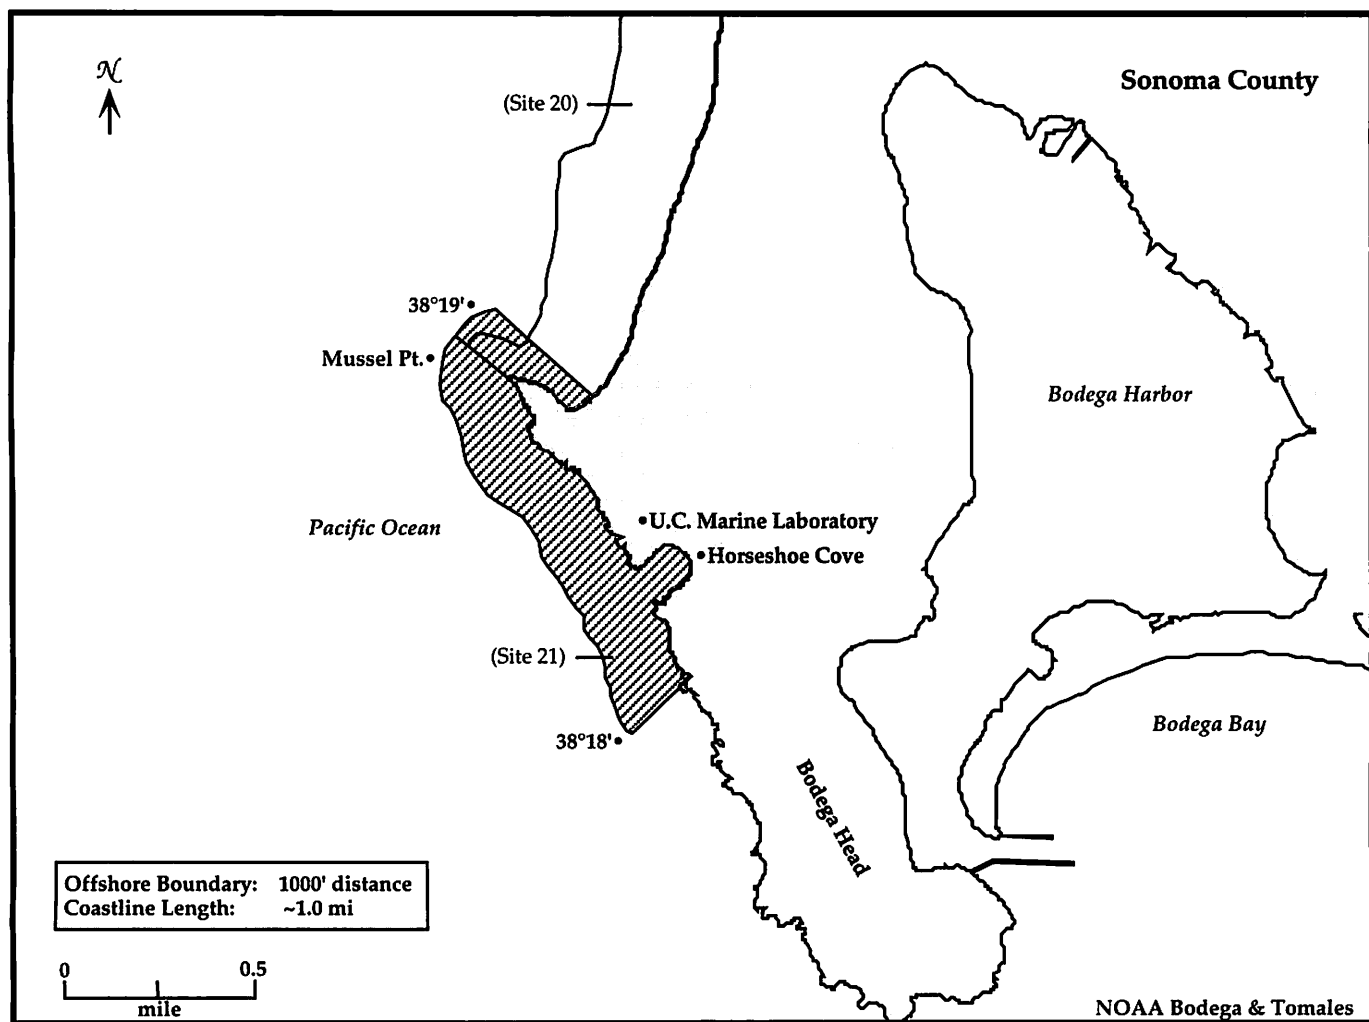 N
Sonoma County
(Site 20)
38°19'
Mussel Pt.
Bodega Harbor
Pacific Ocean
U.C. Marine Laboratory
Horseshoe Cove
(Site 21)
38°18'
Bodega Bay
Bodega Head
Offshore Boundary: 1000' distance
Coastline Length: ~1.0 mi
0 0.5
mile
NOAA Bodega & Tomales